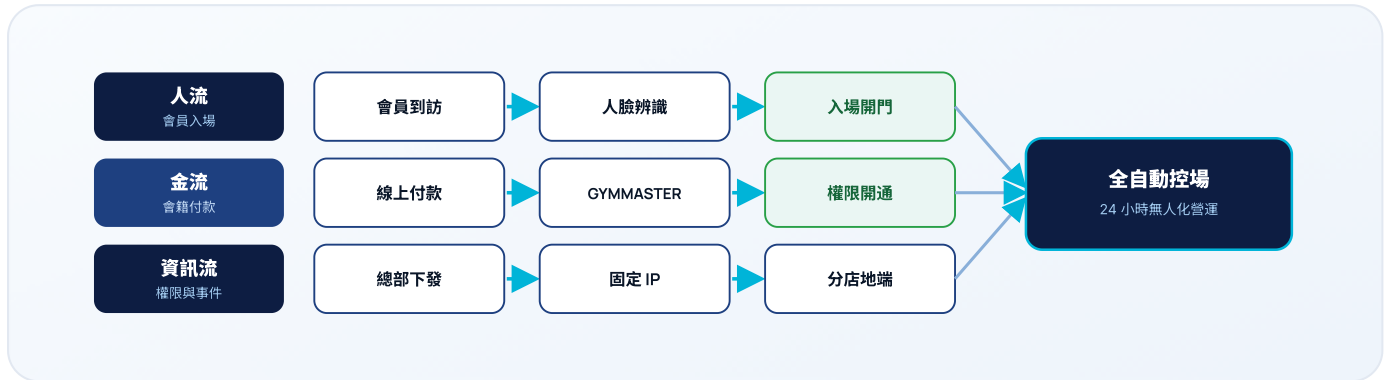 人流
會員入場
會員到訪
人臉辨識
入場開門
金流
會籍付款
線上付款
GYMMASTER
權限開通
資訊流
權限與事件
總部下發
固定 IP
分店地端
全自動控場
24 小時無人化營運